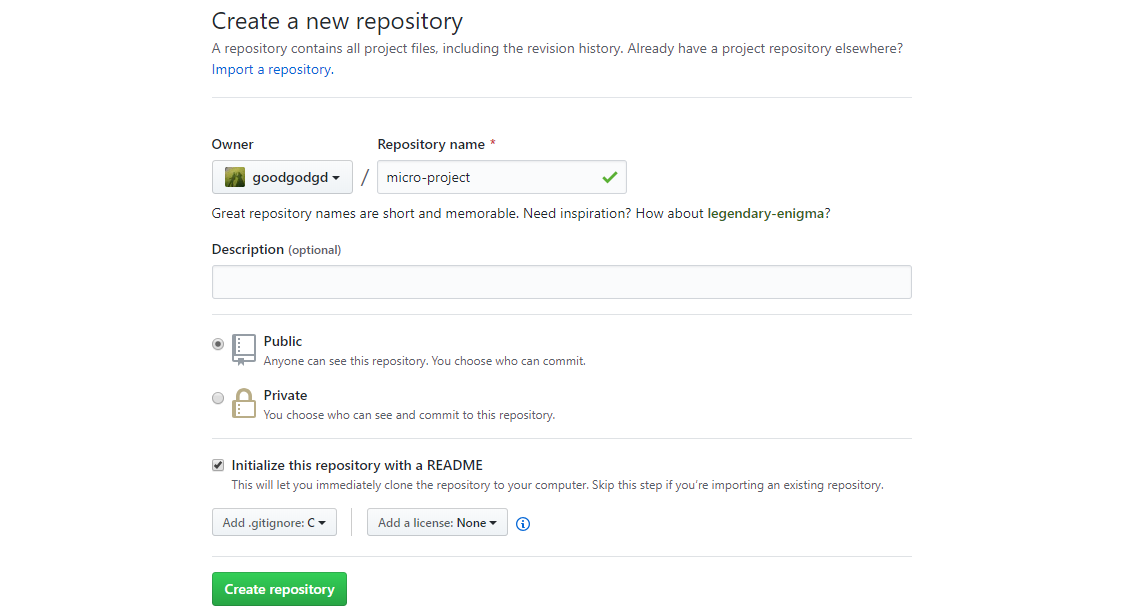 Create a new repository
A repository contains all project files, including the revision history. Already have a project repository elsewhere?
Import a repository.
Owner
Repository name *
goodgodgd / micro-project
Great repository names are short and memorable. Need inspiration? How about legendary-enigma?
Description (optional)
Public
Anyone can see this repository. You choose who can commit.
Private
You choose who can see and commit to this repository.
Initialize this repository with a README
This will let you immediately clone the repository to your computer. Skip this step if you're importing an existing repository.
Add .gitignore: C
Add a license: None
Create repository